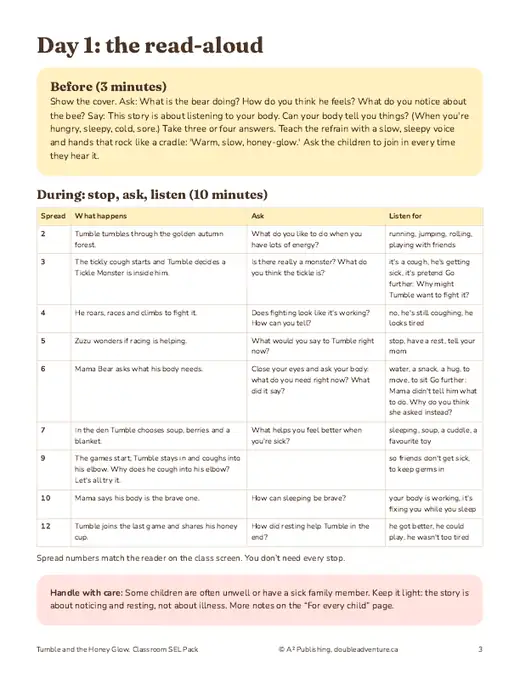 Day 1: the read-aloud
Before (3 minutes)
Show the cover. Ask: What is the bear doing? How do you think he feels? What do you notice about
the bee? Say: This story is about listening to your body. Can your body tell you things? (When you're
hungry, sleepy, cold, sore.) Take three or four answers. Teach the refrain with a slow, sleepy voice
and hands that rock like a cradle: 'Warm, slow, honey-glow.' Ask the children to join in every time
they hear it.
During: stop, ask, listen (10 minutes)
Spread What happens Ask Listen for
2 Tumble tumbles through the golden autumn
forest.
What do you like to do when you
have lots of energy?
running, jumping, rolling,
playing with friends
3 The tickly cough starts and Tumble decides a
Tickle Monster is inside him.
Is there really a monster? What do
you think the tickle is?
it's a cough, he's getting
sick, it's pretend Go
further: Why might
Tumble want to fight it?
4 He roars, races and climbs to fight it.
Does fighting look like it's working?
How can you tell?
no, he's still coughing, he
looks tired
5 Zuzu wonders if racing is helping.
What would you say to Tumble right
now?
stop, have a rest, tell your
mom
6 Mama Bear asks what his body needs.
Close your eyes and ask your body:
what do you need right now? What
did it say?
water, a snack, a hug, to
move, to sit Go further:
Mama didn't tell him what
to do. Why do you think
she asked instead?
7 In the den Tumble chooses soup, berries and a
blanket.
What helps you feel better when
you're sick?
sleeping, soup, a cuddle, a
favourite toy
9 The games start; Tumble stays in and coughs into
his elbow. Why does he cough into his elbow?
Let's all try it.
so friends don't get sick,
to keep germs in
10 Mama says his body is the brave one.
How can sleeping be brave?
your body is working, it's
fixing you while you sleep
12 Tumble joins the last game and shares his honey
cup.
How did resting help Tumble in the
end?
he got better, he could
play, he wasn't too tired
Spread numbers match the reader on the class screen. You don't need every stop.
Handle with care: Some children are often unwell or have a sick family member. Keep it light: the story is
about noticing and resting, not about illness. More notes on the "For every child" page.
Tumble and the Honey Glow. Classroom SEL Pack © A² Publishing, doubleadventure.ca 3